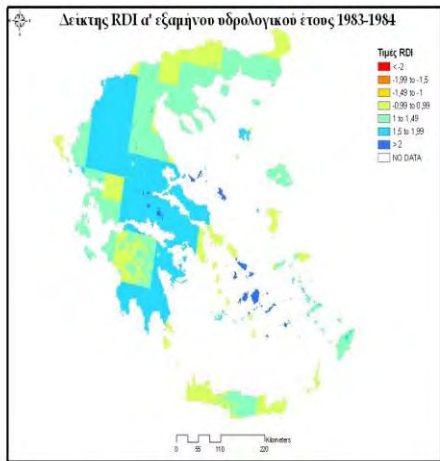 Δείκτης RDI α' εξαμήνου υδρολογικού έτους 1983-1984
Τιμές RDI
< -2
-1,99 to -1,5
-1,49 to -1
-0,99 to 0,99
1 to 1,49
1,5 to 1,99
> 2
NO DATA
Kilometers
0 55 110 220